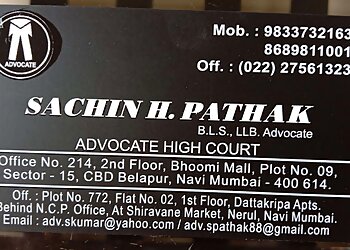 ADVOCATE
Mob. : 9833732163
8689811001
Off. : (022) 27561323
SACHIN H. PATHAK
B.L.S., LLB. Advocate
ADVOCATE HIGH COURT
Office No. 214, 2nd Floor, Bhoomi Mall, Plot No. 09,
Sector - 15, CBD Belapur, Navi Mumbai - 400 614.
Off. : Plot No. 772, Flat No. 02, 1st Floor, Dattakripa Apts.
Behind N.C.P. Office, At Shiravane Market, Nerul, Navi Mumbai.
Email : adv.skumar@yahoo.com / adv.spathak88@gmail.com